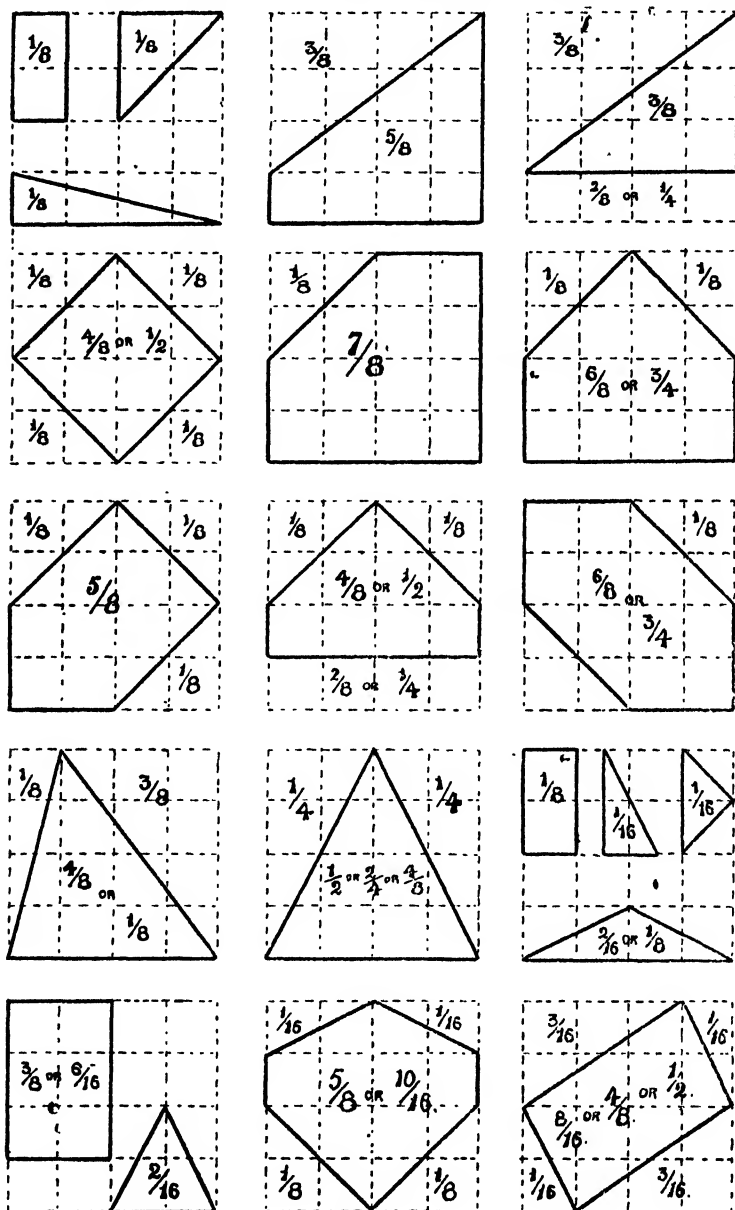 1/8 1/8
1/8
3/8
5/8
3/8
3/8
2/8 OR 1/4
1/8 1/8
4/8 OR 1/2
1/8 1/8
1/8
7/8
1/8 1/8
6/8 OR 3/4
1/8 1/8
5/8
1/8
1/8 1/8
4/8 OR 1/2
2/8 OR 1/4
1/8
6/8 OR
3/4
1/8 3/8
4/8 OR
1/8
1/4 1/4
1/2 OR 2/4 OR 4/8
1/8 1/16 1/16
2/16 OR 1/8
3/8 OR 6/16
2/16
1/16 1/16
5/8 OR 10/16
1/8 1/8
3/16 1/16
8/16. OR 4/8. OR 1/2.
1/16 3/16